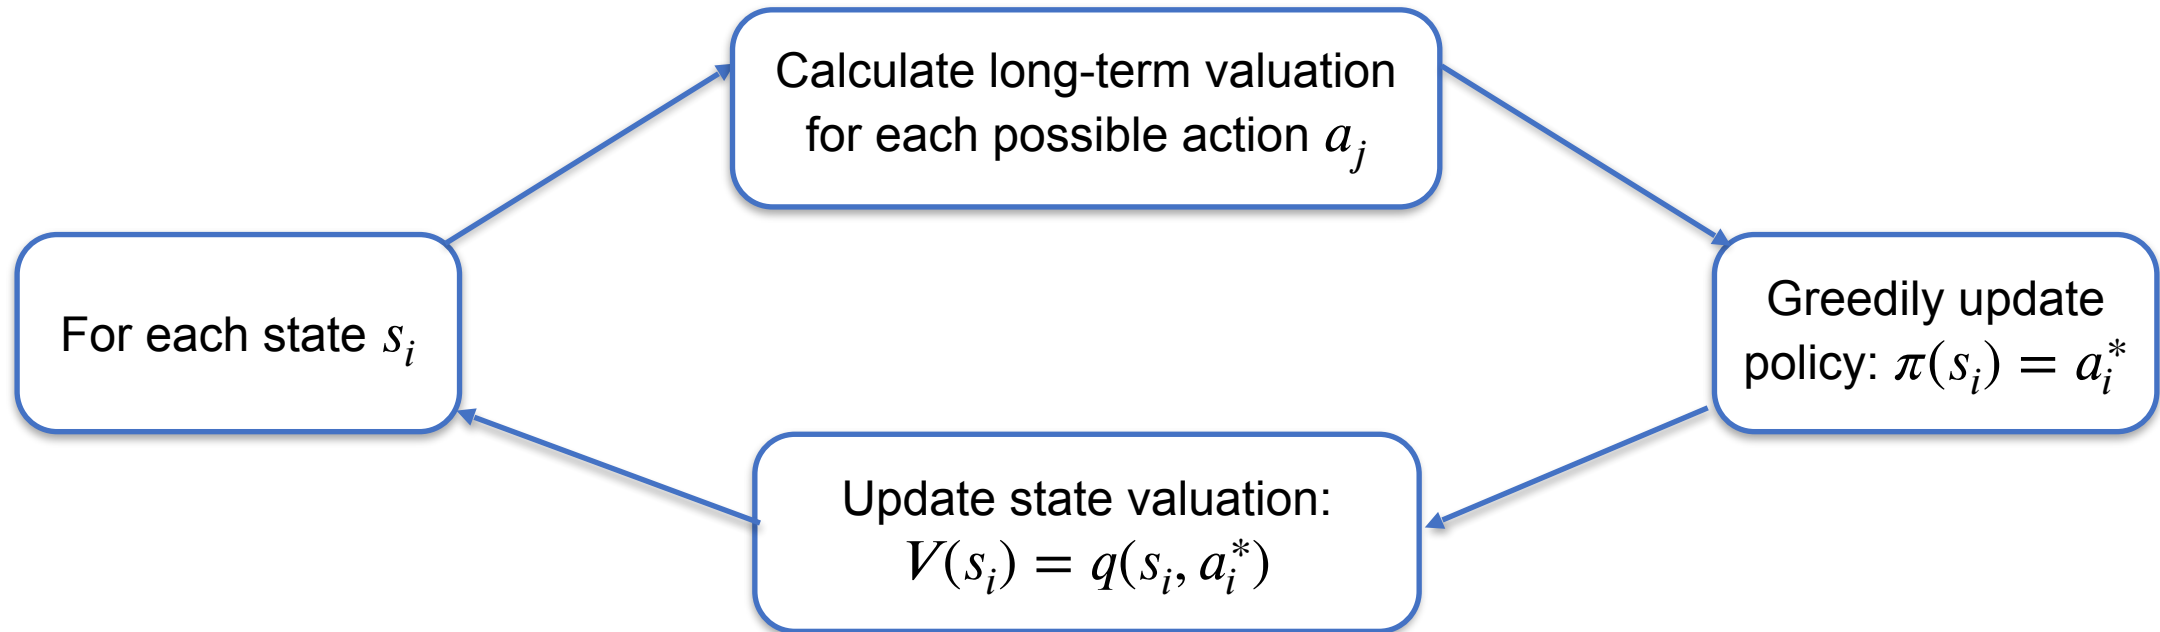 Calculate long-term valuation
for each possible action $a_j$
For each state $s_i$
Greedily update
policy: $\pi(s_i) = a_i^*$
Update state valuation:
$V(s_i) = q(s_i, a_i^*)$